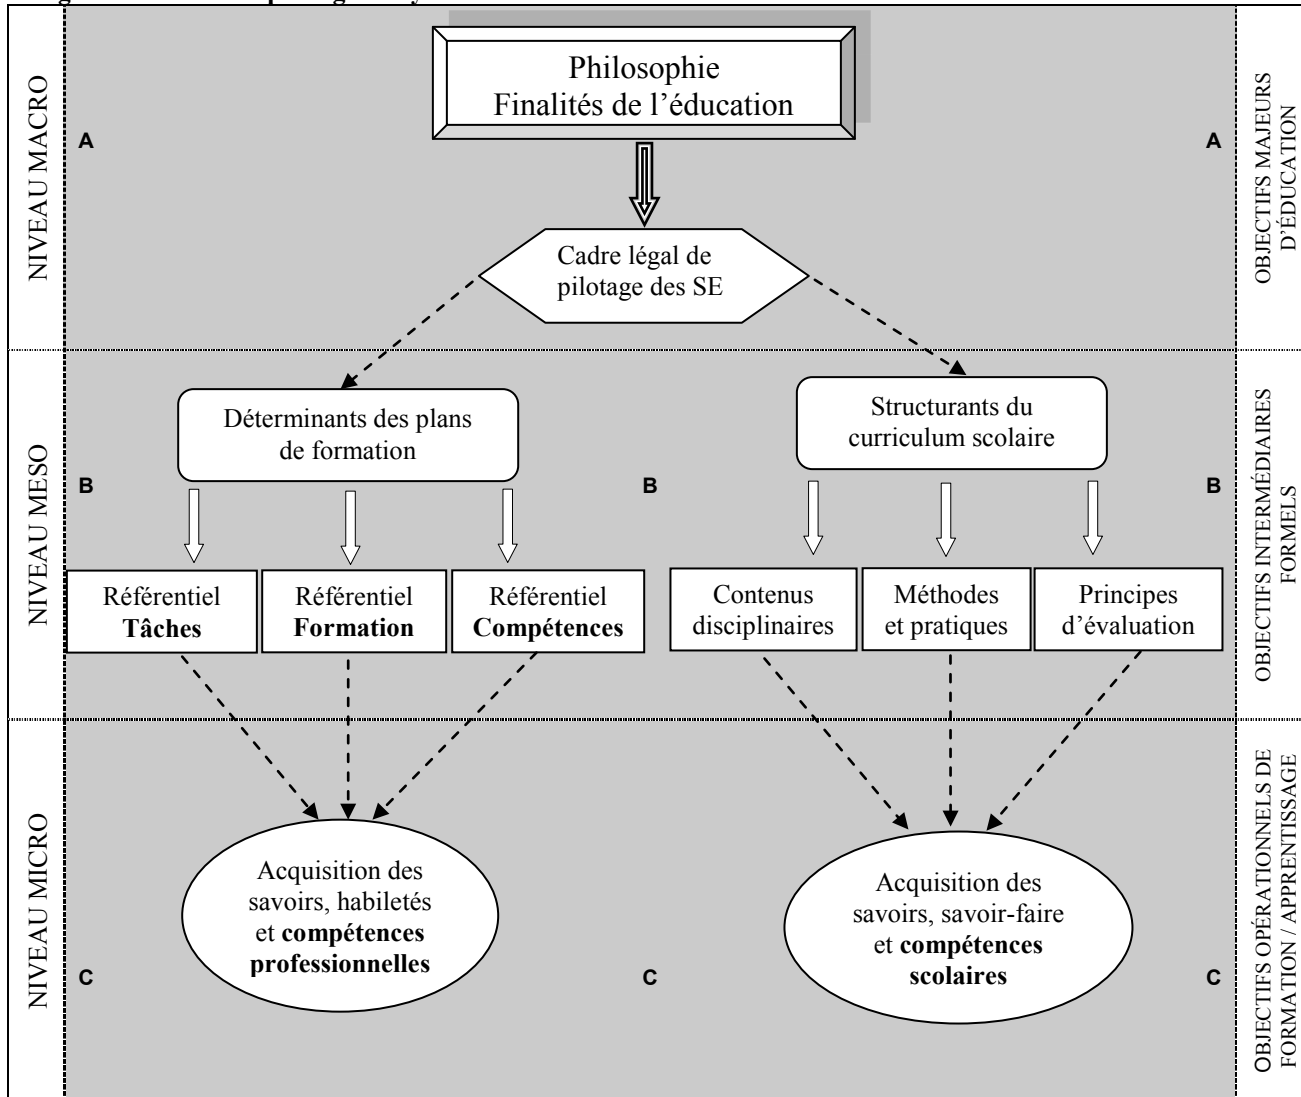 Philosophie
Finalités de l'éducation
NIVEAU MACRO
A
A
OBJECTIFS MAJEURS
D'ÉDUCATION
Cadre légal de
pilotage des SE
Déterminants des plans
de formation
Structurants du
curriculum scolaire
NIVEAU MESO
B
B
B
OBJECTIFS INTERMÉDIAIRES
FORMELS
Référentiel
Tâches
Référentiel
Formation
Référentiel
Compétences
Contenus
disciplinaires
Méthodes
et pratiques
Principes
d'évaluation
NIVEAU MICRO
Acquisition des
savoirs, habiletés
et compétences
professionnelles
Acquisition des
savoirs, savoir-faire
et compétences
scolaires
C
C
C
OBJECTIFS OPÉRATIONNELS DE
FORMATION / APPRENTISSAGE